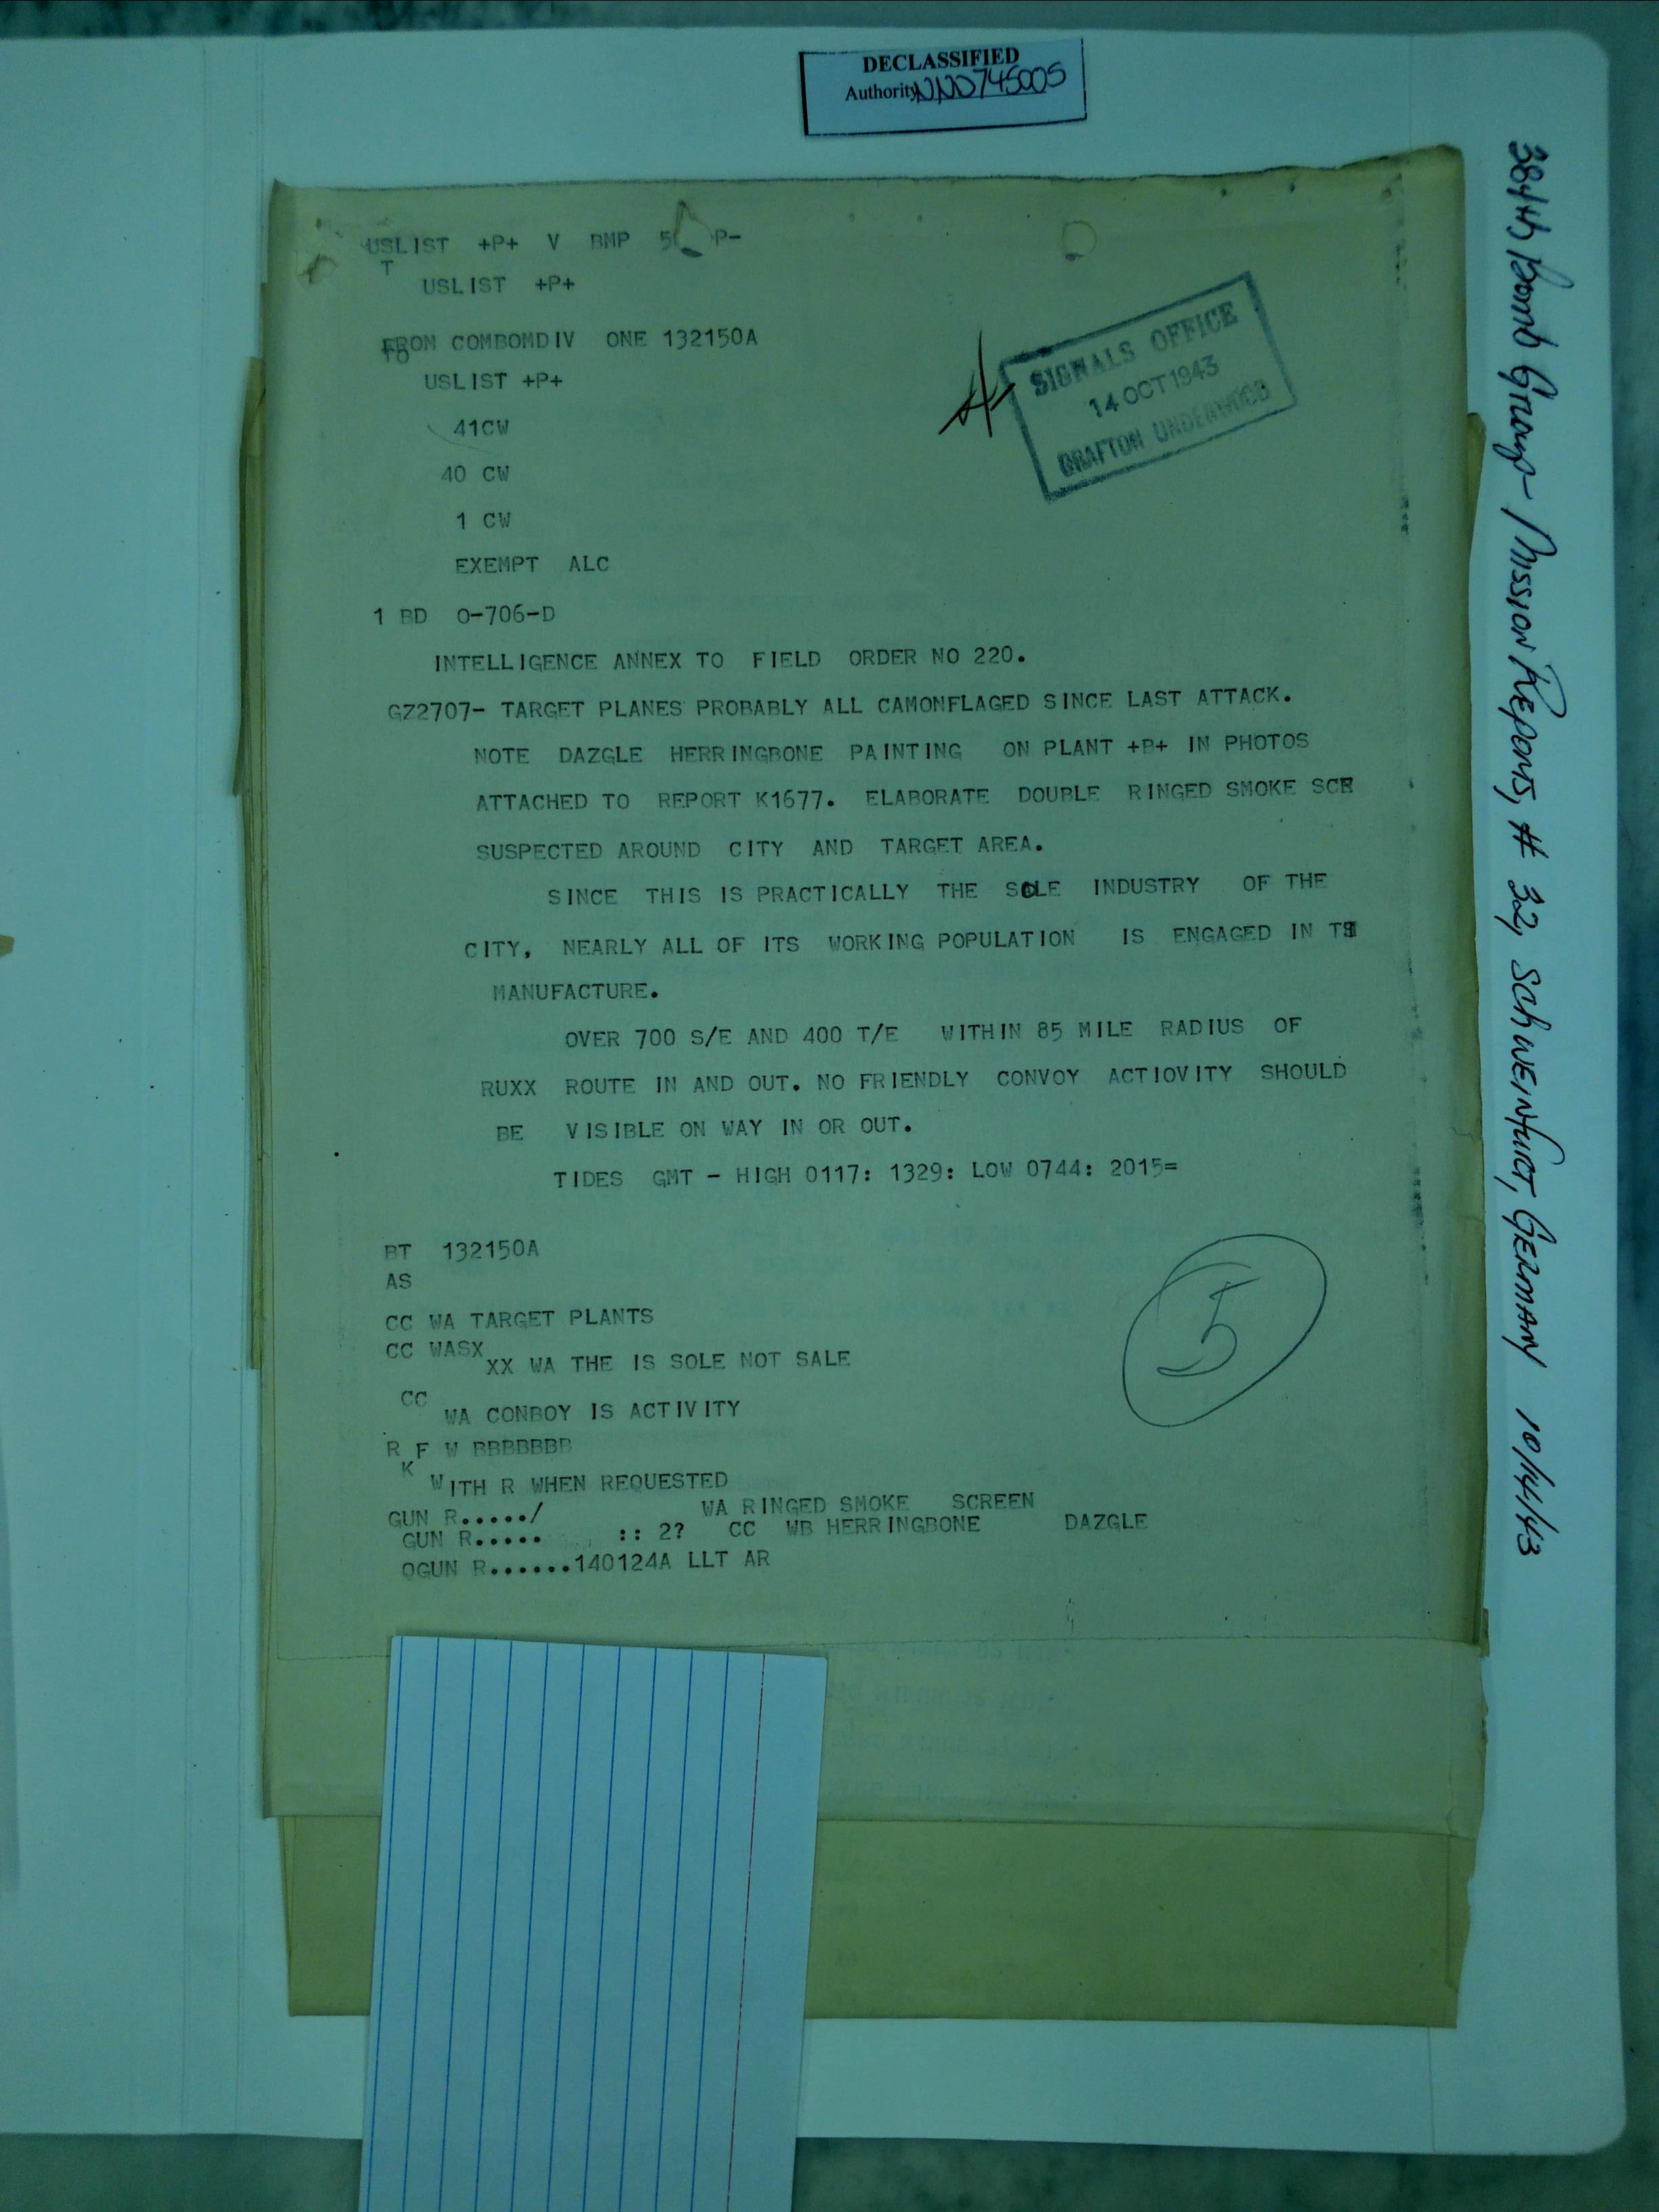 DECLASSIFIED
Authority NND745005
USLIST +P+ V BMP 5 P-
T
USLIST +P+
FROM COMBOMDIV ONE 132150A
TO
USLIST +P+
41CW
40 CW
1 CW
EXEMPT ALC
SIGNALS OFFICE
14 OCT 1943
GRAFTON UNDERWOOD
1 BD O-706-D
INTELLIGENCE ANNEX TO FIELD ORDER NO 220.
GZ2707- TARGET PLANES PROBABLY ALL CAMONFLAGED SINCE LAST ATTACK.
NOTE DAZGLE HERRINGBONE PAINTING ON PLANT +B+ IN PHOTOS
ATTACHED TO REPORT K1677. ELABORATE DOUBLE RINGED SMOKE SCR
SUSPECTED AROUND CITY AND TARGET AREA.
SINCE THIS IS PRACTICALLY THE SOLE INDUSTRY OF THE
CITY, NEARLY ALL OF ITS WORKING POPULATION IS ENGAGED IN
MANUFACTURE.
OVER 700 S/E AND 400 T/E WITHIN 85 MILE RADIUS OF
RUXX ROUTE IN AND OUT. NO FRIENDLY CONVOY ACTIOVITY SHOULD
BE VISIBLE ON WAY IN OR OUT.
TIDES GMT - HIGH 0117: 1329: LOW 0744: 2015=
BT 132150A
AS
CC WA TARGET PLANTS
CC WASX
XX WA THE IS SOLE NOT SALE
CC
WA CONBOY IS ACTIVITY
R F W BBBBBBB
K
WITH R WHEN REQUESTED
GUN R...../ WA RINGED SMOKE SCREEN
GUN R..... :: 2? CC WB HERRINGBONE DAZGLE
OGUN R......140124A LLT AR
5
384th Bomb Group - Mission Reports, # 32, Schweinfurt, Germany 10/14/43